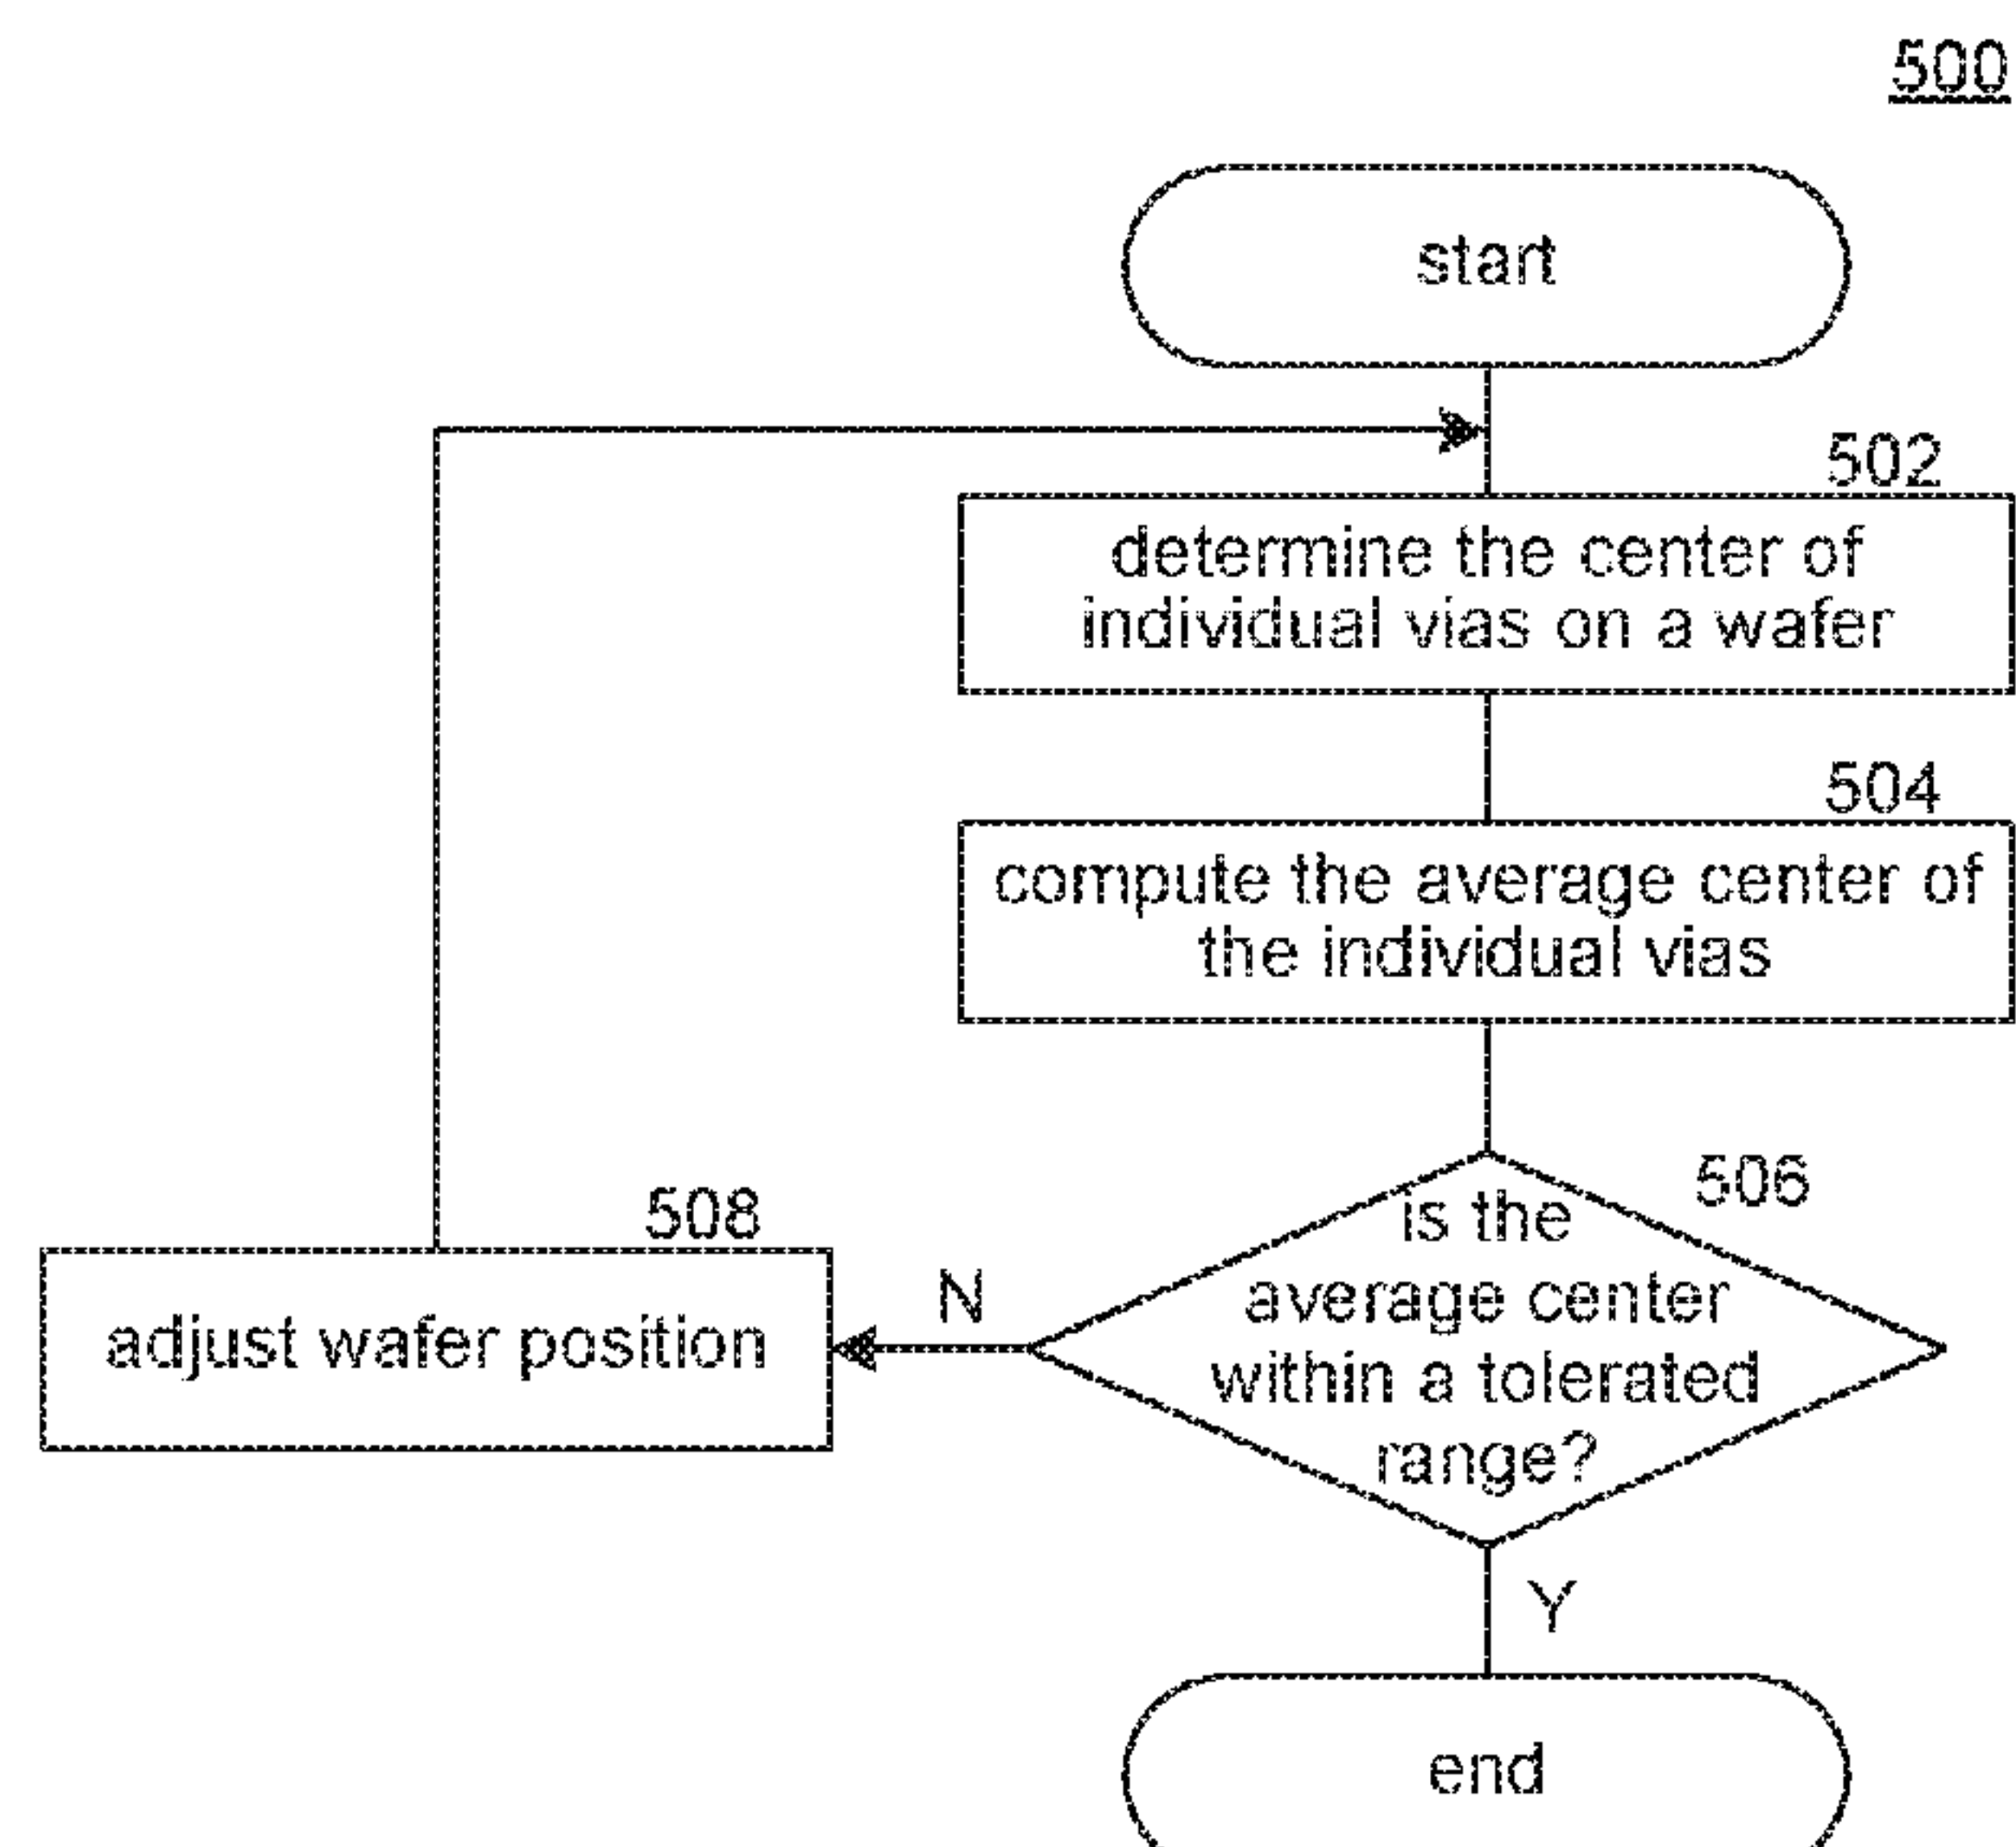 500
start
502
determine the center of
individual vias on a wafer
504
compute the average center of
the individual vias
506
is the
average center
within a tolerated
range?
N
508
adjust wafer position
Y
end